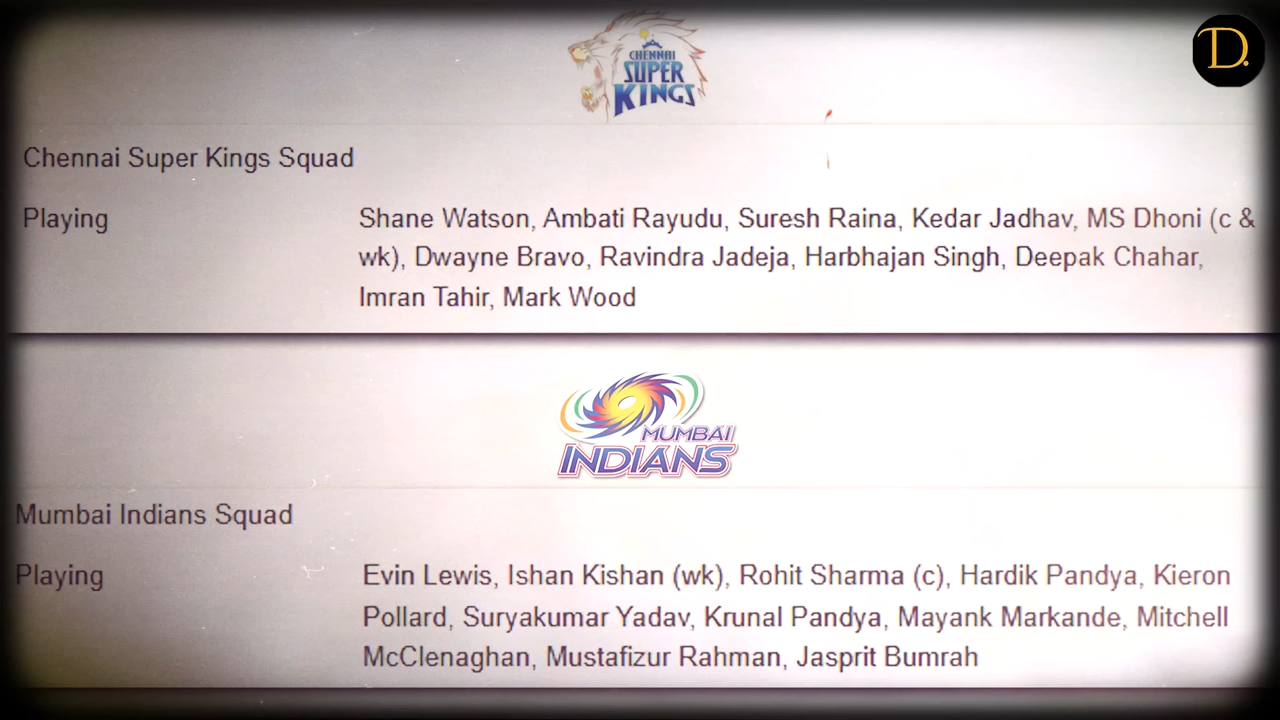 D.
CHENNAI
SUPER
KINGS
Chennai Super Kings Squad
Playing
Shane Watson, Ambati Rayudu, Suresh Raina, Kedar Jadhav, MS Dhoni (c &
wk), Dwayne Bravo, Ravindra Jadeja, Harbhajan Singh, Deepak Chahar,
Imran Tahir, Mark Wood
MUMBAI
INDIANS
Mumbai Indians Squad
Playing
Evin Lewis, Ishan Kishan (wk), Rohit Sharma (c), Hardik Pandya, Kieron
Pollard, Suryakumar Yadav, Krunal Pandya, Mayank Markande, Mitchell
McClenaghan, Mustafizur Rahman, Jasprit Bumrah